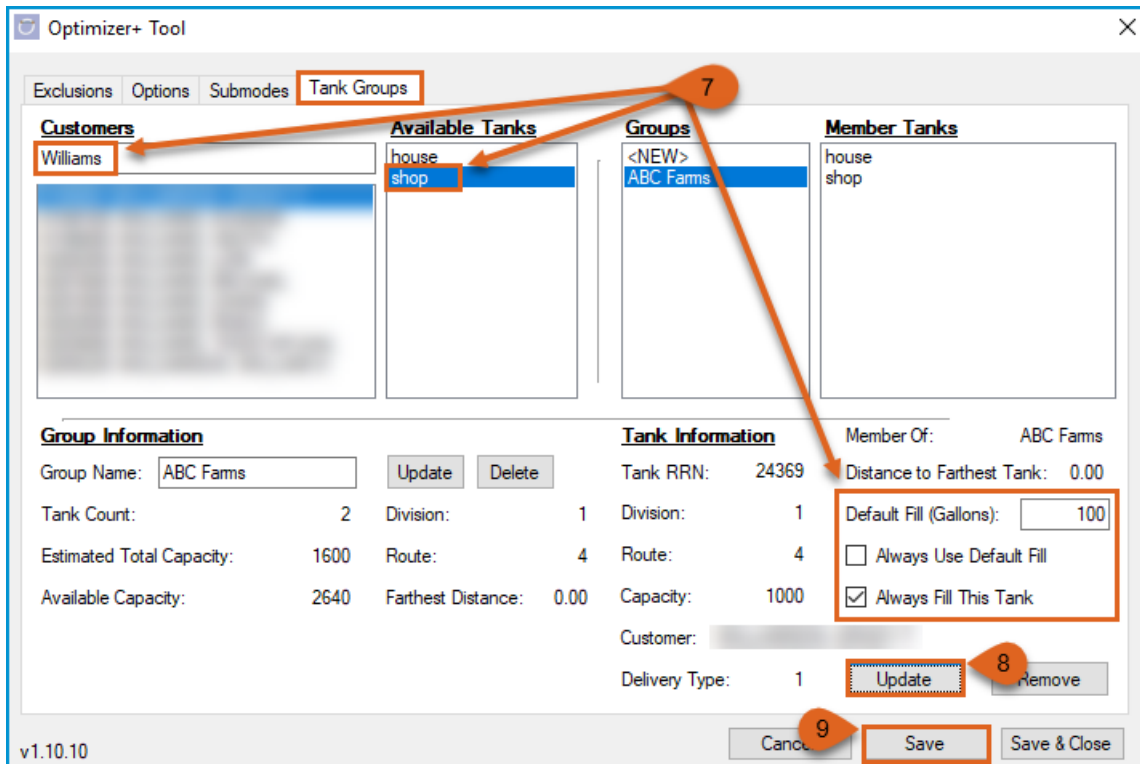 Optimizer+ Tool
Exclusions Options Submodes Tank Groups
7
Customers
Williams
Available Tanks
house
shop
Groups
<NEW>
ABC Farms
Member Tanks
house
shop
Group Information
Group Name: ABC Farms Update Delete
Tank Count: 2 Division: 1
Estimated Total Capacity: 1600 Route: 4
Available Capacity: 2640 Farthest Distance: 0.00
Tank Information Member Of: ABC Farms
Tank RRN: 24369 Distance to Farthest Tank: 0.00
Division: 1 Default Fill (Gallons): 100
Route: 4 Always Use Default Fill
Capacity: 1000 Always Fill This Tank
Customer:
Delivery Type: 1 Update 8 Remove
v1.10.10 9 Save Save & Close